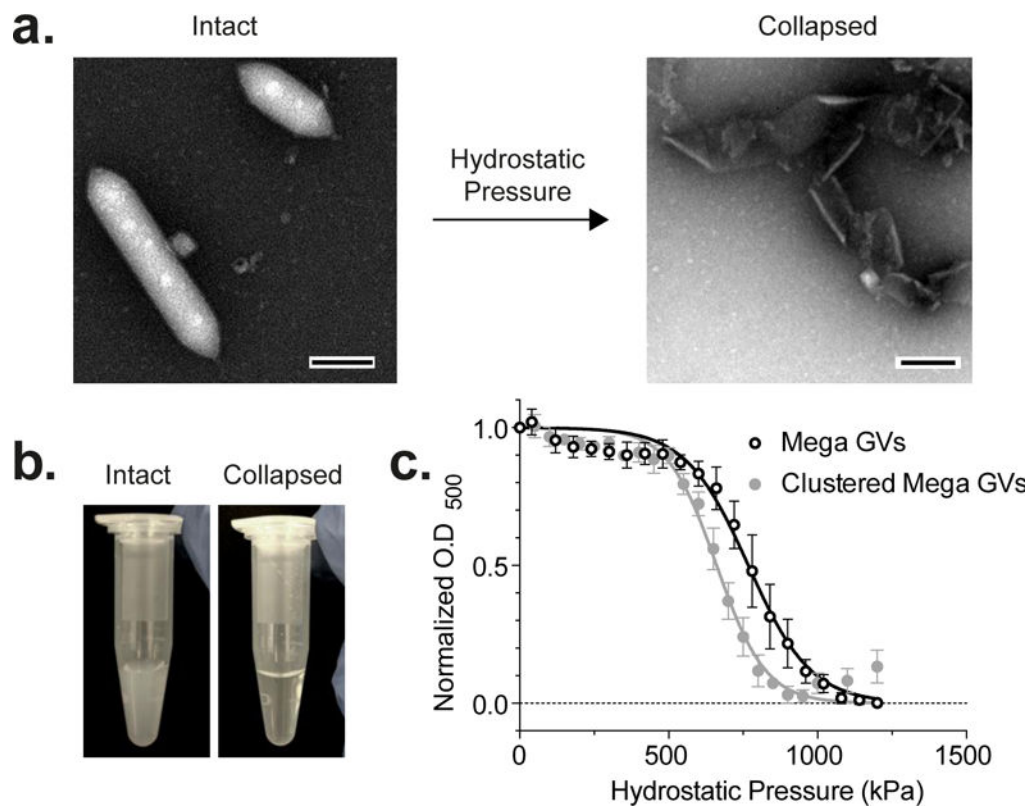 a.
Intact
Collapsed
Hydrostatic
Pressure
b.
Intact
Collapsed
c.
Mega GVs
Clustered Mega GVs
Normalized O.D 500
1.0
0.5
0.0
0
500
1000
1500
Hydrostatic Pressure (kPa)